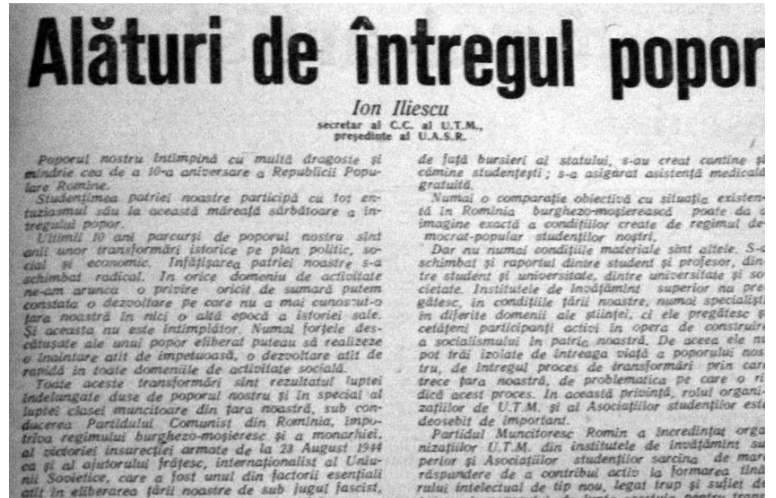 Alături de întregul popor
Ion Iliescu
secretar al C.C. al U.T.M.,
președinte al U.A.S.R.
Poporul nostru întîmpină cu multă dragoste și
mîndrie cea de a 10-a aniversare a Republicii Popu-
lare Romîne.
Studențimea patriei noastre participă cu tot en-
tuziasmul său la această măreață sărbătoare a în-
tregului popor.
Ultimii 10 ani parcurși de poporul nostru sînt
anii unor transformări istorice pe plan politic, so-
cial și economic. Înfățișarea patriei noastre s-a
schimbat radical. In orice domeniu de activitate
ne-am arunca o privire oricît de sumară putem
constata o dezvoltare pe care nu a mai cunoscut-o
țara noastră în nici o altă epocă a istoriei sale.
Și aceasta nu este întîmplător. Numai forțele des-
cătușate ale unui popor eliberat puteau să realizeze
o înaintare atît de impetuoasă, o dezvoltare atît de
rapidă în toate domeniile de activitate socială.
Toate aceste transformări sînt rezultatul luptei
îndelungate duse de poporul nostru și în special al
luptei clasei muncitoare din țara noastră, sub con-
ducerea Partidului Comunist din Romînia, împo-
triva regimului burghezo-moșieresc și a monarhiei,
al victoriei insurecției armate de la 23 August 1944
ca și al ajutorului frățesc, internaționalist al Uniu-
nii Sovietice, care a fost unul din factorii esențiali
atît în eliberarea țării noastre de sub jugul fascist,
de față bursieri ai statului, s-au creat cantine și
cămine studențești ; s-a asigurat asistență medicală
gratuită.
Numai o comparație obiectivă cu situația existen-
tă în Romînia burghezo-moșierească poate da o
imagine exactă a condițiilor create de regimul de-
mocrat-popular studenților noștri.
Dar nu numai condițiile materiale sînt altele. S-a
schimbat și raportul dintre student și profesor, din-
tre student și universitate, dintre universitate și so-
cietate. Institutele de învățămînt superior nu pre-
gătesc, în condițiile țării noastre, numai specialiști
în diferite domenii ale științei, ci ele pregătesc și
cetățeni participanți activi în opera de construire
a socialismului în patria noastră. De aceea ele nu
pot trăi izolate de întreaga viață a poporului nos-
tru, de întregul proces de transformări prin care
trece țara noastră, de problematica pe care o ri-
dică acest proces. In această privință, rolul organi-
zațiilor de U.T.M. și al Asociațiilor studențești este
deosebit de important.
Partidul Muncitoresc Romîn a încredințat orga
nizațiilor U.T.M. din institutele de învățămînt su
perior și Asociațiilor studenților sarcina de mare
răspundere de a contribui activ la formarea tină
rului intelectual de tip nou, legat trup și suflet de